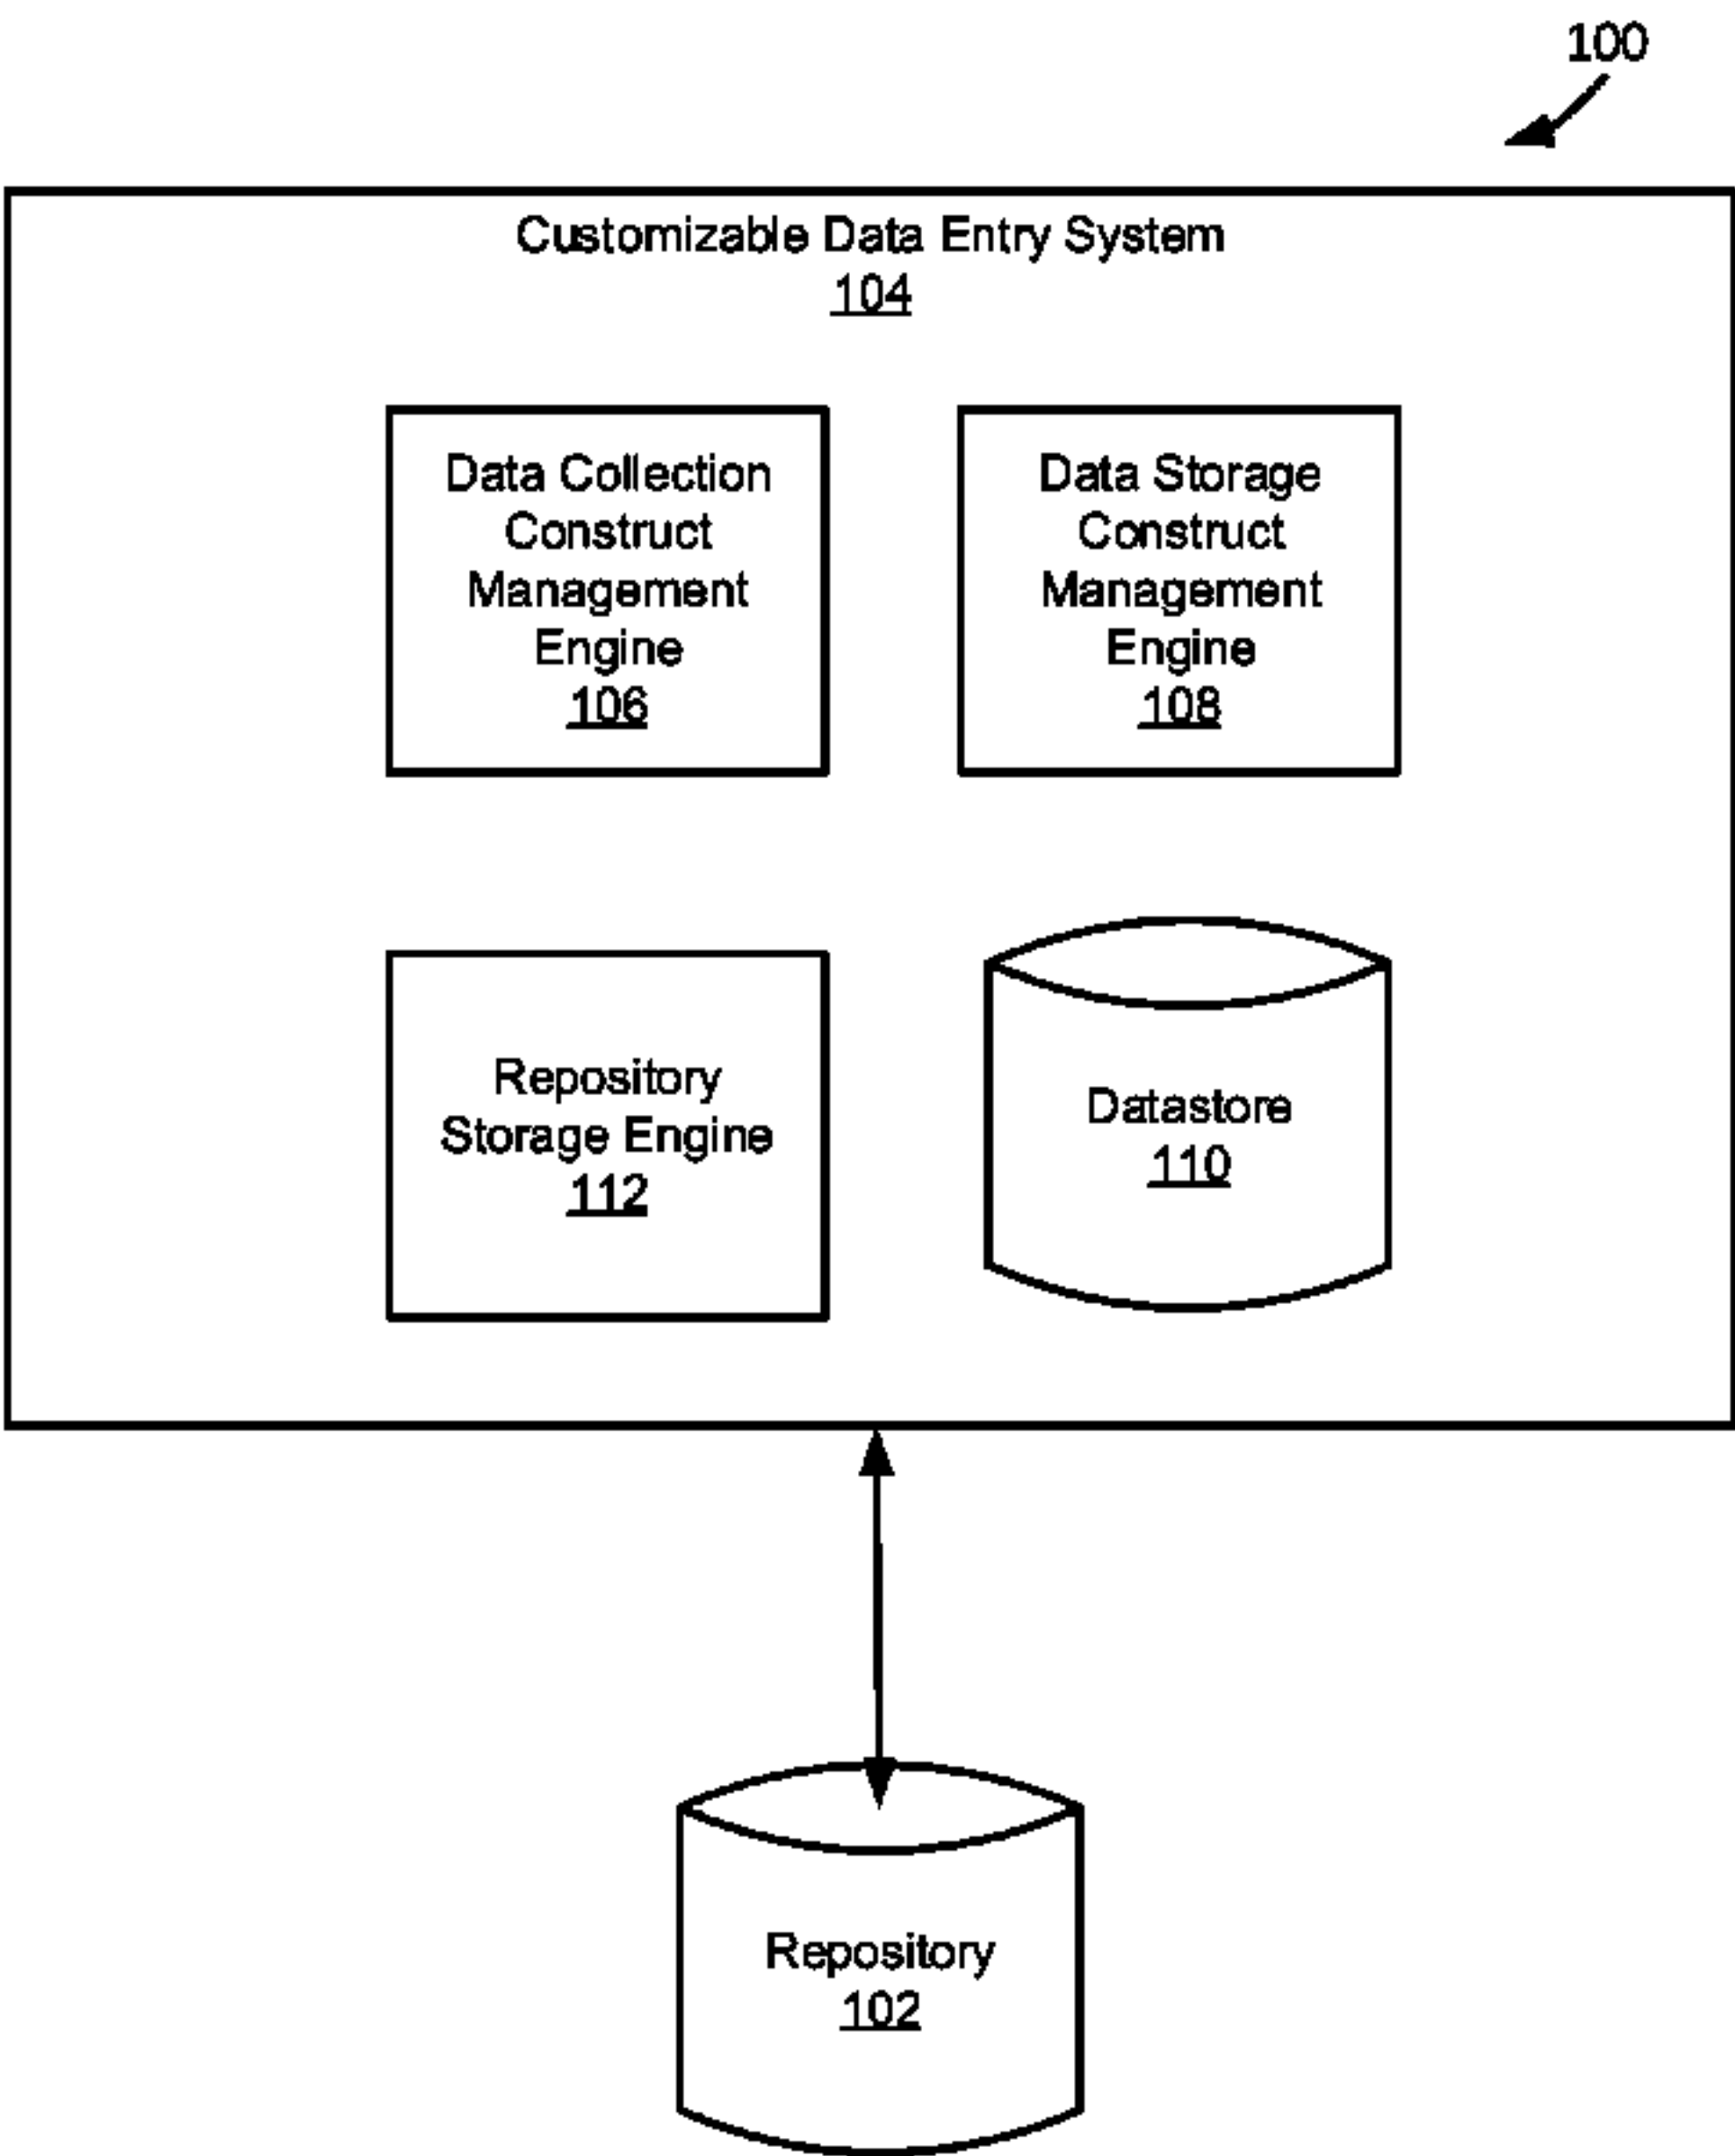 100
Customizable Data Entry System
104
Data Collection
Construct
Management
Engine
106
Data Storage
Construct
Management
Engine
108
Repository
Storage Engine
112
Datastore
110
Repository
102